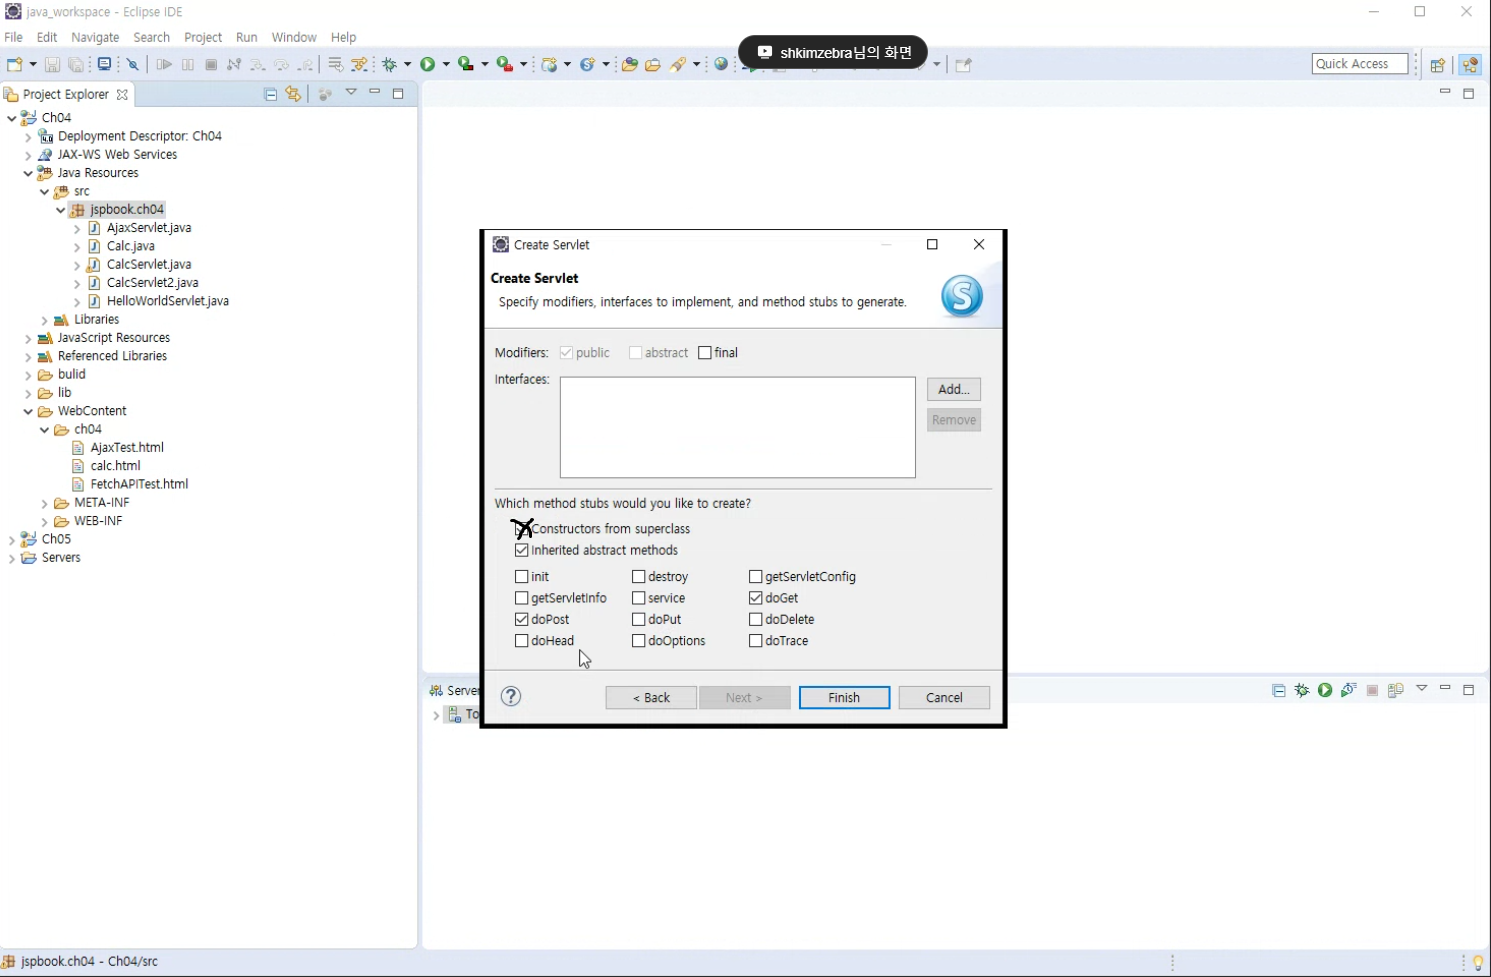 java_workspace - Eclipse IDE
File Edit Navigate Search Project Run Window Help
shkimzebra님의 화면
Quick Access
Project Explorer
Ch04
Deployment Descriptor: Ch04
JAX-WS Web Services
Java Resources
src
jspbook.ch04
AjaxServlet.java
Calc.java
CalcServlet.java
CalcServlet2.java
HelloWorldServlet.java
Libraries
JavaScript Resources
Referenced Libraries
bulid
lib
WebContent
ch04
AjaxTest.html
calc.html
FetchAPITest.html
META-INF
WEB-INF
Ch05
Servers
Create Servlet
Create Servlet
Specify modifiers, interfaces to implement, and method stubs to generate.
S
Modifiers: public abstract final
Interfaces:
Add...
Remove
Which method stubs would you like to create?
Constructors from superclass
Inherited abstract methods
init destroy getServletConfig
getServletInfo service doGet
doPost doPut doDelete
doHead doOptions doTrace
? < Back Next > Finish Cancel
Serve
To
jspbook.ch04 - Ch04/src